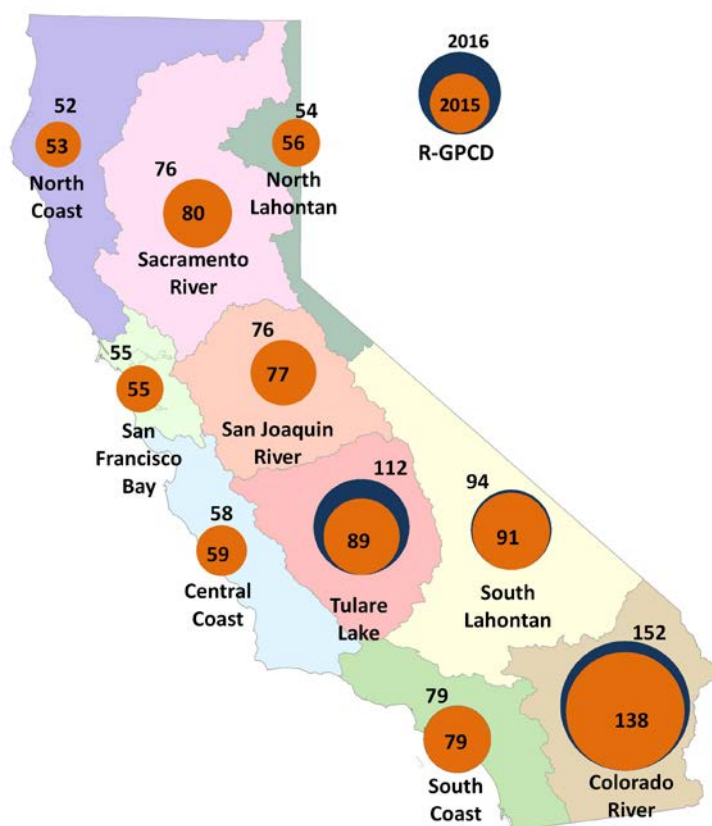 2016
2015
R-GPCD
52
53
North
Coast
54
56
North
Lahontan
76
80
Sacramento
River
55
55
San
Francisco
Bay
76
77
San Joaquin
River
112
89
Tulare
Lake
94
91
South
Lahontan
58
59
Central
Coast
152
138
Colorado
River
79
79
South
Coast